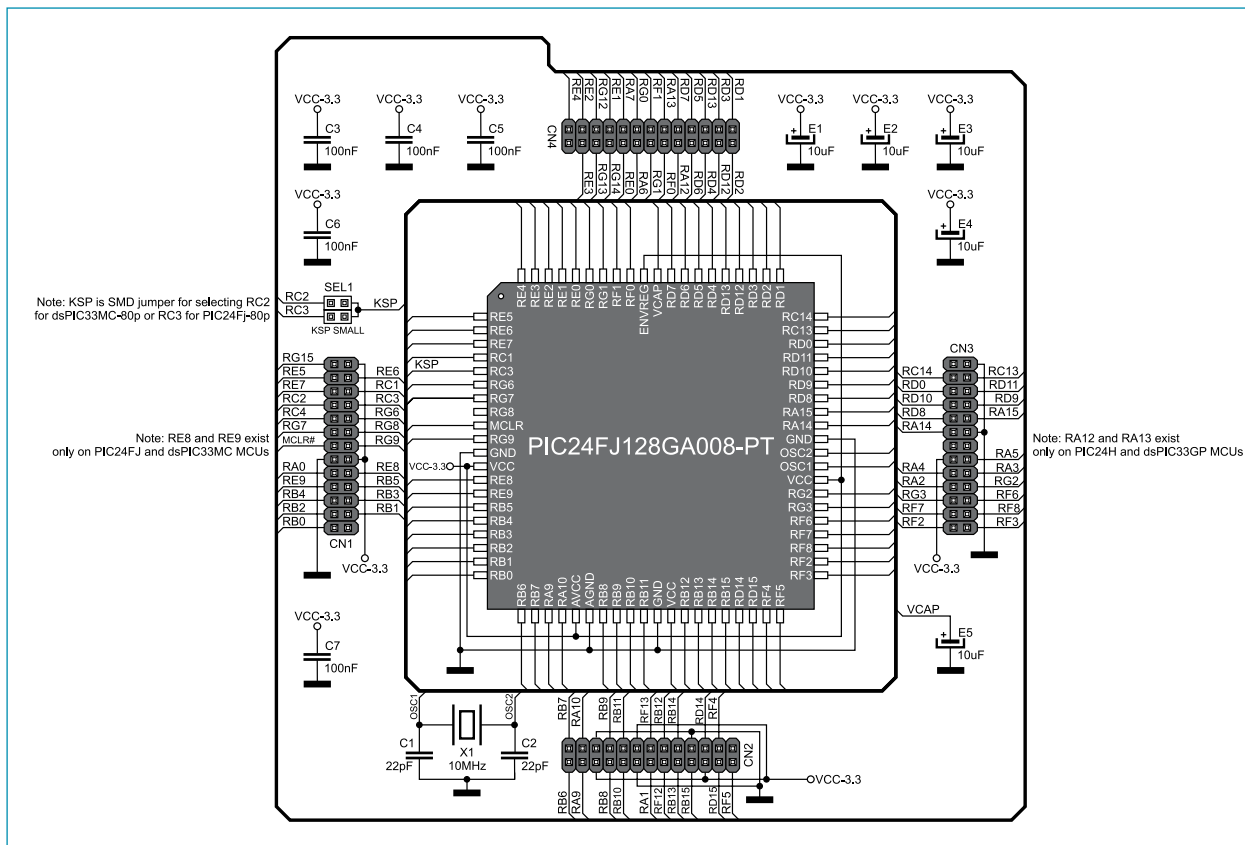 RE4 RE2 RG12 RE1 RA7 RG0 RF1 RA13 RD7 RD5 RD13 RD3 RD1
CN4
RE3 RG13 RG14 RE0 RA6 RG1 RF0 RA12 RD6 RD4 RD12 RD2
VCC-3.3
C3
100nF
VCC-3.3
C4
100nF
VCC-3.3
C5
100nF
VCC-3.3
E1
10uF
VCC-3.3
E2
10uF
VCC-3.3
E3
10uF
VCC-3.3
C6
100nF
VCC-3.3
E4
10uF
Note: KSP is SMD jumper for selecting RC2
for dsPIC33MC-80p or RC3 for PIC24Fj-80p
SEL1
RC2
RC3
KSP
KSP SMALL
RG15
RE5
RE7
RC2
RC4
RG7
MCLR#
RA0
RE9
RB4
RB2
RB0
RE6
RC1
RC3
RG6
RG8
RG9
RE8
RB5
RB3
RB1
CN1
VCC-3.3
Note: RE8 and RE9 exist
only on PIC24FJ and dsPIC33MC MCUs
KSP
VCC-3.3
RE4 RE3 RE2 RE1 RE0 RG0 RG1 RF1 RF0 ENVREG VCAP RD7 RD6 RD5 RD4 RD13 RD12 RD3 RD2 RD1
RE5
RE6
RE7
RC1
RC3
RG6
RG7
RG8
MCLR
RG9
GND
VCC
RE8
RE9
RB5
RB4
RB3
RB2
RB1
RB0
PIC24FJ128GA008-PT
RC14
RC13
RD0
RD11
RD10
RD9
RD8
RA15
RA14
GND
OSC2
OSC1
VCC
RG2
RG3
RF6
RF7
RF8
RF2
RF3
RB6 RB7 RA9 RA10 AVCC AGND RB8 RB9 RB10 RB11 GND VCC RB12 RB13 RB14 RB15 RD14 RD15 RF4 RF5
CN3
RC14
RD0
RD10
RD8
RA14
RA4
RA2
RG3
RF7
RF2
RC13
RD11
RD9
RA15
RA5
RA3
RG2
RF6
RF8
RF3
VCC-3.3
Note: RA12 and RA13 exist
only on PIC24H and dsPIC33GP MCUs
VCAP
E5
10uF
VCC-3.3
C7
100nF
OSC1
OSC2
C1
22pF
X1
10MHz
C2
22pF
RB7 RA10 RB9 RB11 RF13 RB12 RB14 RD14 RF4
CN2
VCC-3.3
RB6 RA9 RB8 RB10 RA1 RF12 RB13 RB15 RD15 RF5